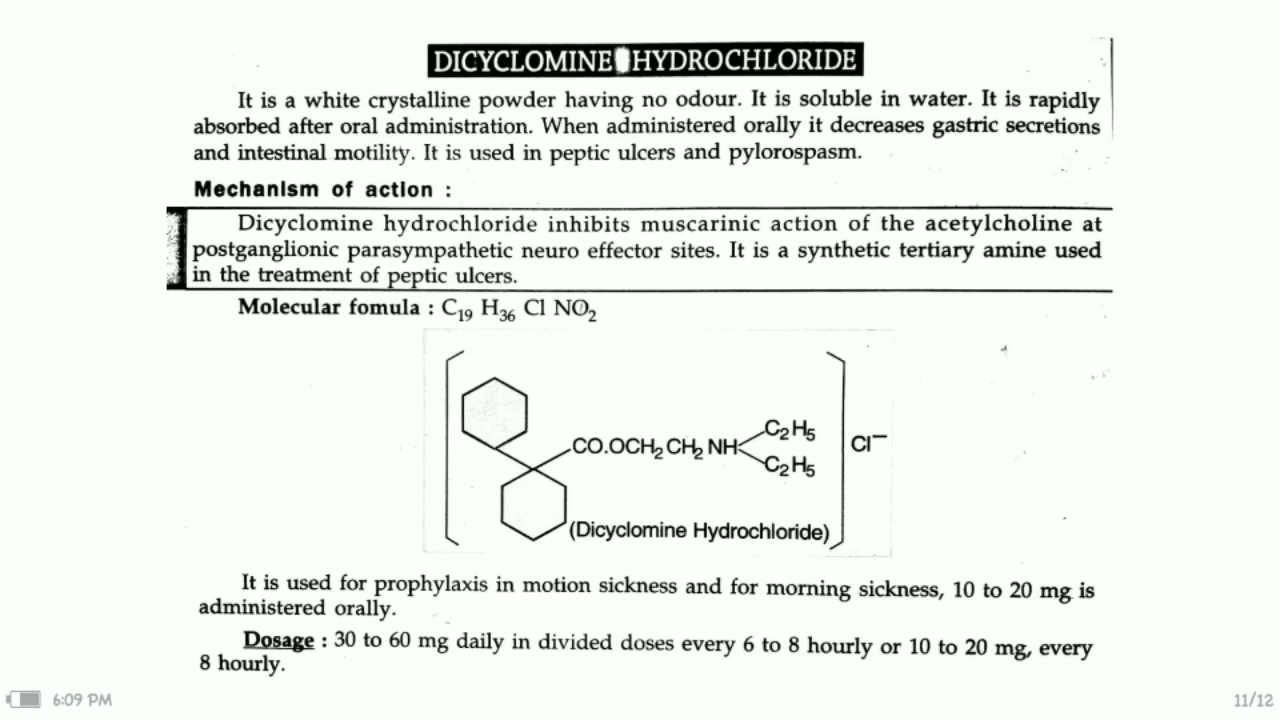 DICYCLOMINE HYDROCHLORIDE
It is a white crystalline powder having no odour. It is soluble in water. It is rapidly
absorbed after oral administration. When administered orally it decreases gastric secretions
and intestinal motility. It is used in peptic ulcers and pylorospasm.
Mechanism of action :
Dicyclomine hydrochloride inhibits muscarinic action of the acetylcholine at
postganglionic parasympathetic neuro effector sites. It is a synthetic tertiary amine used
in the treatment of peptic ulcers.
Molecular fomula : C₁₉ H₃₆ Cl NO₂
C₂H₅
CO.OCH₂CH₂ NH
C₂H₅
Cl⁻
(Dicyclomine Hydrochloride)
It is used for prophylaxis in motion sickness and for morning sickness, 10 to 20 mg is
administered orally.
Dosage : 30 to 60 mg daily in divided doses every 6 to 8 hourly or 10 to 20 mg, every
8 hourly.
6:09 PM
11/12